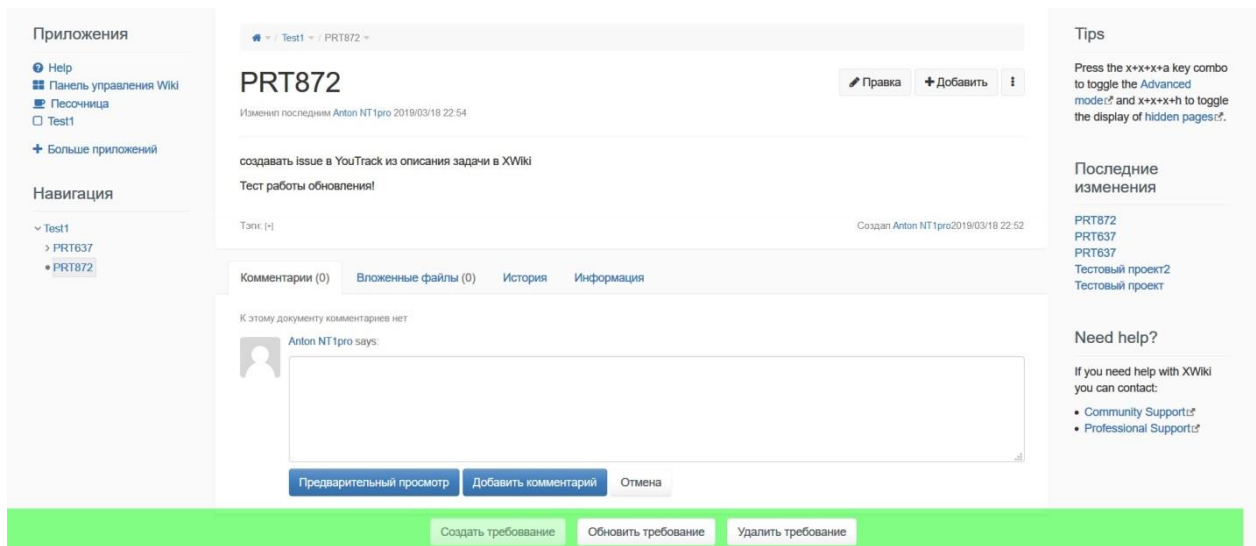 Приложения
Help
Панель управления Wiki
Песочница
Test1
Больше приложений
Навигация
Test1
PRT637
PRT872
/ Test1 / PRT872
PRT872
Правка
Добавить
Изменил последним Anton NT1pro 2019/03/18 22:54
создавать issue в YouTrack из описания задачи в XWiki
Тест работы обновления!
Тэги: [+]
Создал Anton NT1pro2019/03/18 22:52
Комментарии (0) Вложенные файлы (0) История Информация
К этому документу комментариев нет
Anton NT1pro says:
Предварительный просмотр Добавить комментарий Отмена
Tips
Press the x+x+x+a key combo
to toggle the Advanced
mode and x+x+x+h to toggle
the display of hidden pages.
Последние
изменения
PRT872
PRT637
PRT637
Тестовый проект2
Тестовый проект
Need help?
If you need help with XWiki
you can contact:
• Community Support
• Professional Support
Создать требоввание Обновить требование Удалить требование